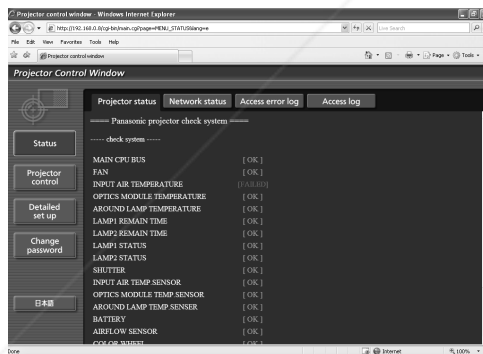 Projector control window - Windows Internet Explorer
http://192.168.0.8/cgi-bin/main.cgi?page=MENU_STATUS&lang=e
Live Search
File Edit View Favorites Tools Help
Projector control window
Page Tools
Projector Control Window
Projector status Network status Access error log Access log
==== Panasonic projector check system ====
----- check system -----
MAIN CPU BUS [ OK ]
FAN [ OK ]
INPUT AIR TEMPERATURE [FAILED]
OPTICS MODULE TEMPERATURE [ OK ]
AROUND LAMP TEMPERATURE [ OK ]
LAMP1 REMAIN TIME [ OK ]
LAMP2 REMAIN TIME [ OK ]
LAMP1 STATUS [ OK ]
LAMP2 STATUS [ OK ]
SHUTTER [ OK ]
INPUT AIR TEMP.SENSOR [ OK ]
OPTICS MODULE TEMP.SENSOR [ OK ]
AROUND LAMP TEMP.SENSER [ OK ]
BATTERY [ OK ]
AIRFLOW SENSOR [ OK ]
COLOR WHEEL [ OK ]
Status
Projector
control
Detailed
set up
Change
password
日本語
Done
Internet
100%